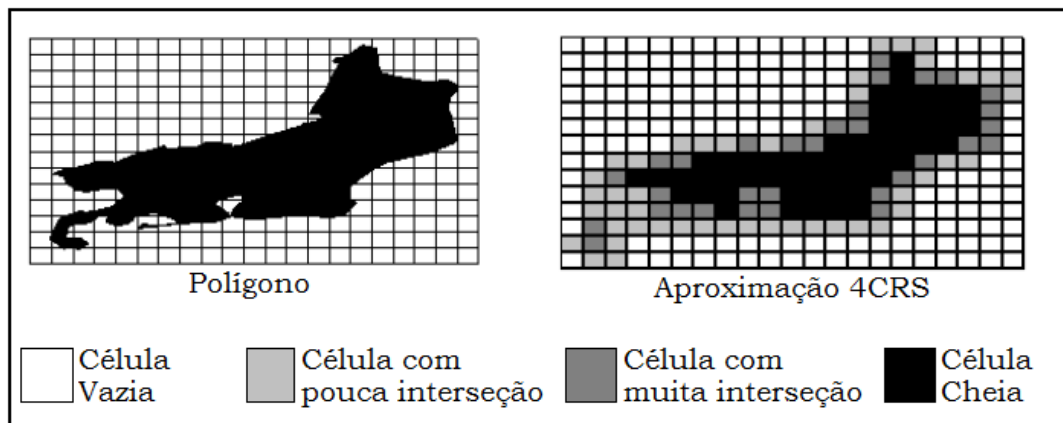 Polígono
Aproximação 4CRS
Célula
Vazia
Célula com
pouca interseção
Célula com
muita interseção
Célula
Cheia